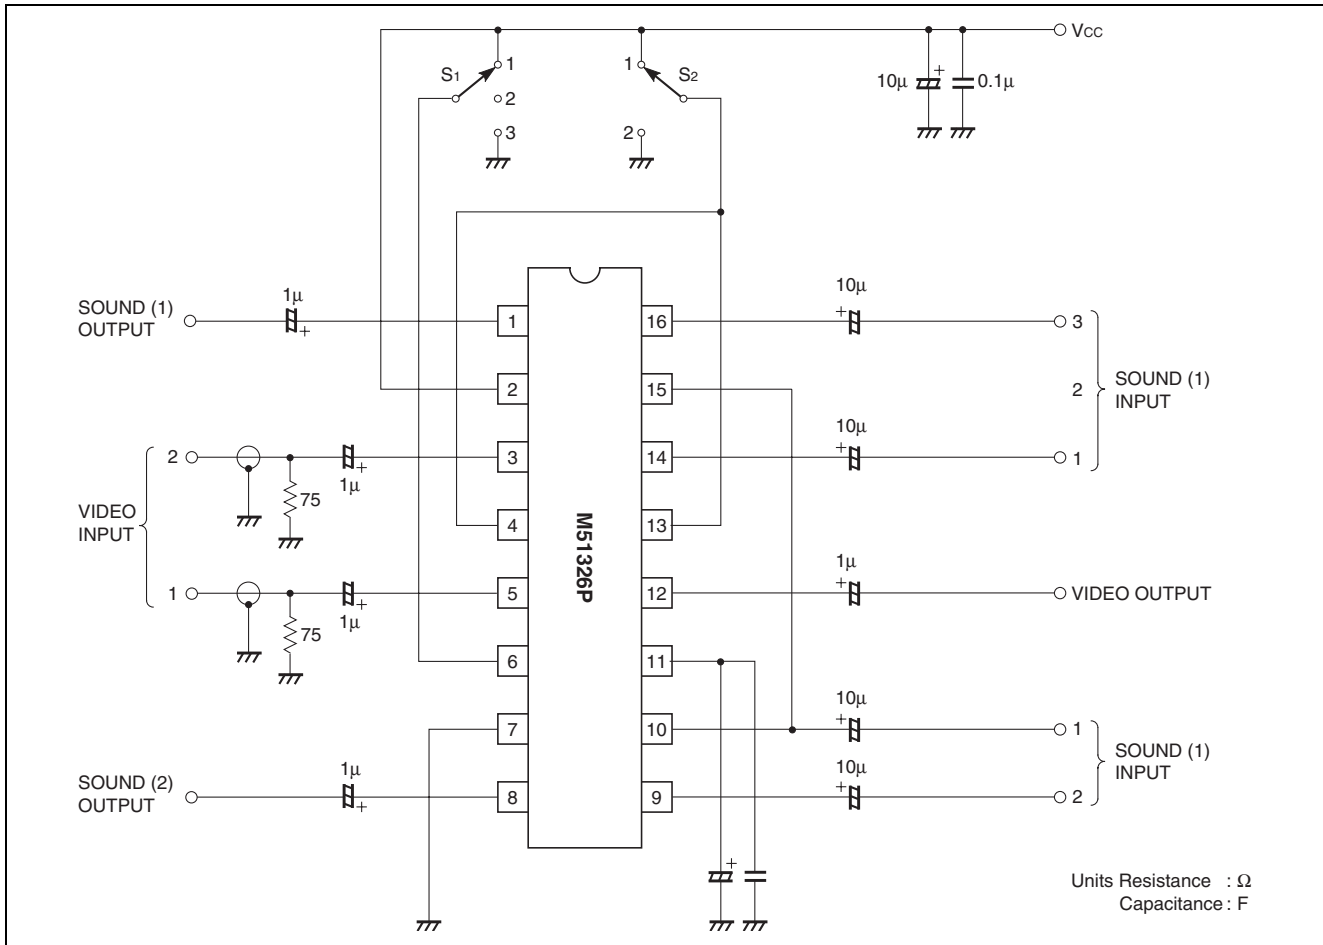 VCC
S1
1
2
3
1
S2
2
10μ
+
0.1μ
SOUND (1)
OUTPUT
1μ
+
1
16
10μ
+
3
2
15
2
SOUND (1)
INPUT
VIDEO
INPUT
2
75
1μ
+
3
14
10μ
+
1
4
13
M51326P
1
75
1μ
+
5
12
1μ
+
VIDEO OUTPUT
6
11
7
10
10μ
+
1
SOUND (1)
INPUT
SOUND (2)
OUTPUT
1μ
+
8
9
10μ
+
2
+
Units Resistance : Ω
Capacitance : F